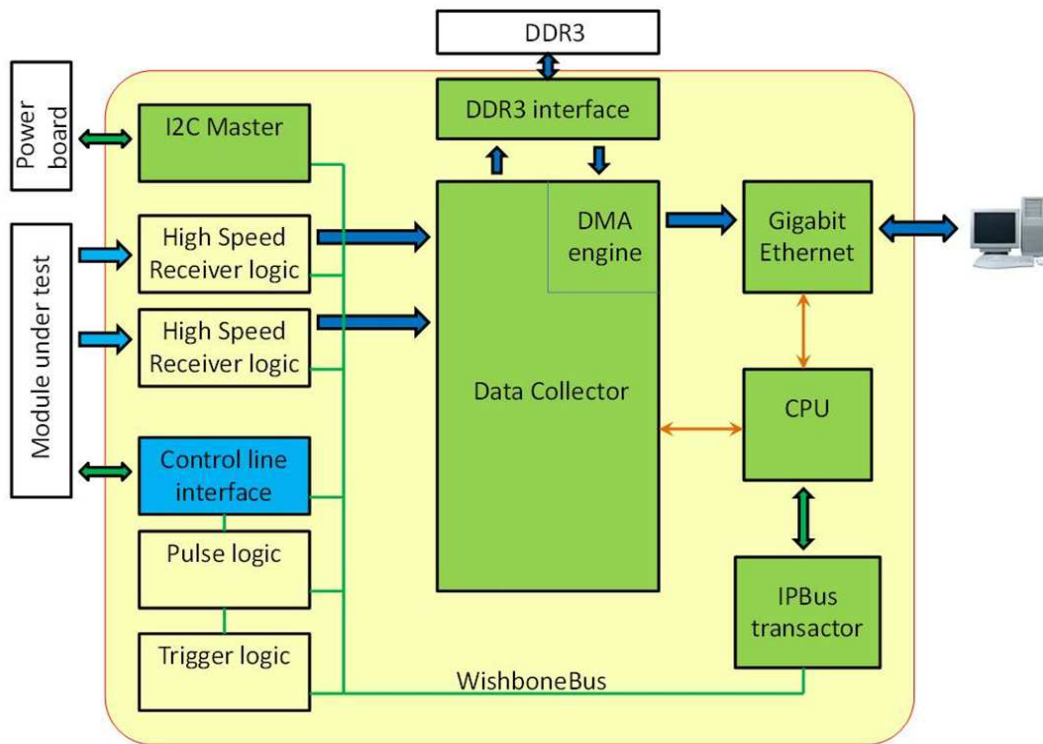 DDR3
Power
board
I2C Master
DDR3 interface
Module under test
High Speed
Receiver logic
High Speed
Receiver logic
DMA
engine
Gigabit
Ethernet
Data Collector
CPU
Control line
interface
Pulse logic
IPBus
transactor
Trigger logic
WishboneBus